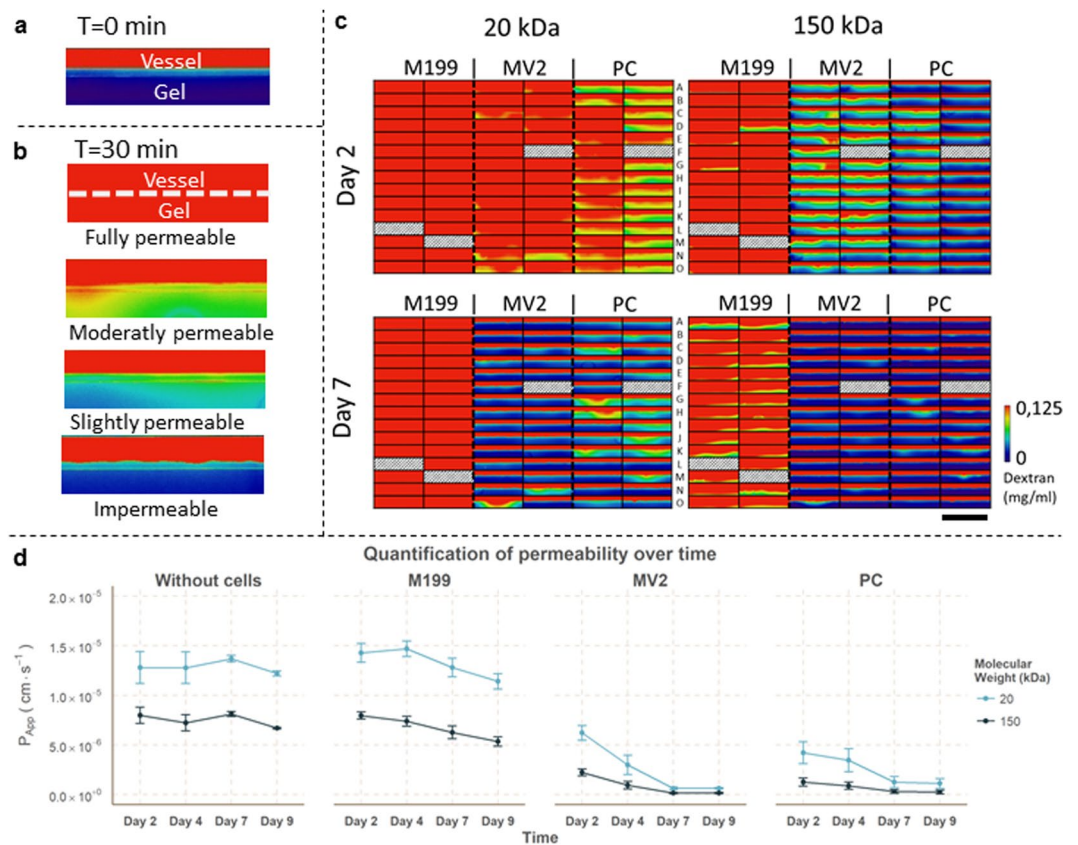 a
T=0 min
Vessel
Gel
b
T=30 min
Vessel
Gel
Fully permeable
Moderatly permeable
Slightly permeable
Impermeable
c
20 kDa
150 kDa
M199 MV2 PC M199 MV2 PC
Day 2
A
B
C
D
E
F
G
H
I
J
K
L
M
N
O
M199 MV2 PC M199 MV2 PC
Day 7
A
B
C
D
E
F
G
H
I
J
K
L
M
N
O
0,125
0
Dextran
(mg/ml)
d
Quantification of permeability over time
Without cells M199 MV2 PC
P App ( cm · s⁻¹ )
2.0 × 10⁻⁵
1.5 × 10⁻⁵
1.0 × 10⁻⁵
5.0 × 10⁻⁶
0.0 × 10⁻⁰
Day 2 Day 4 Day 7 Day 9 Day 2 Day 4 Day 7 Day 9 Day 2 Day 4 Day 7 Day 9 Day 2 Day 4 Day 7 Day 9
Time
Molecular
Weight (kDa)
20
150